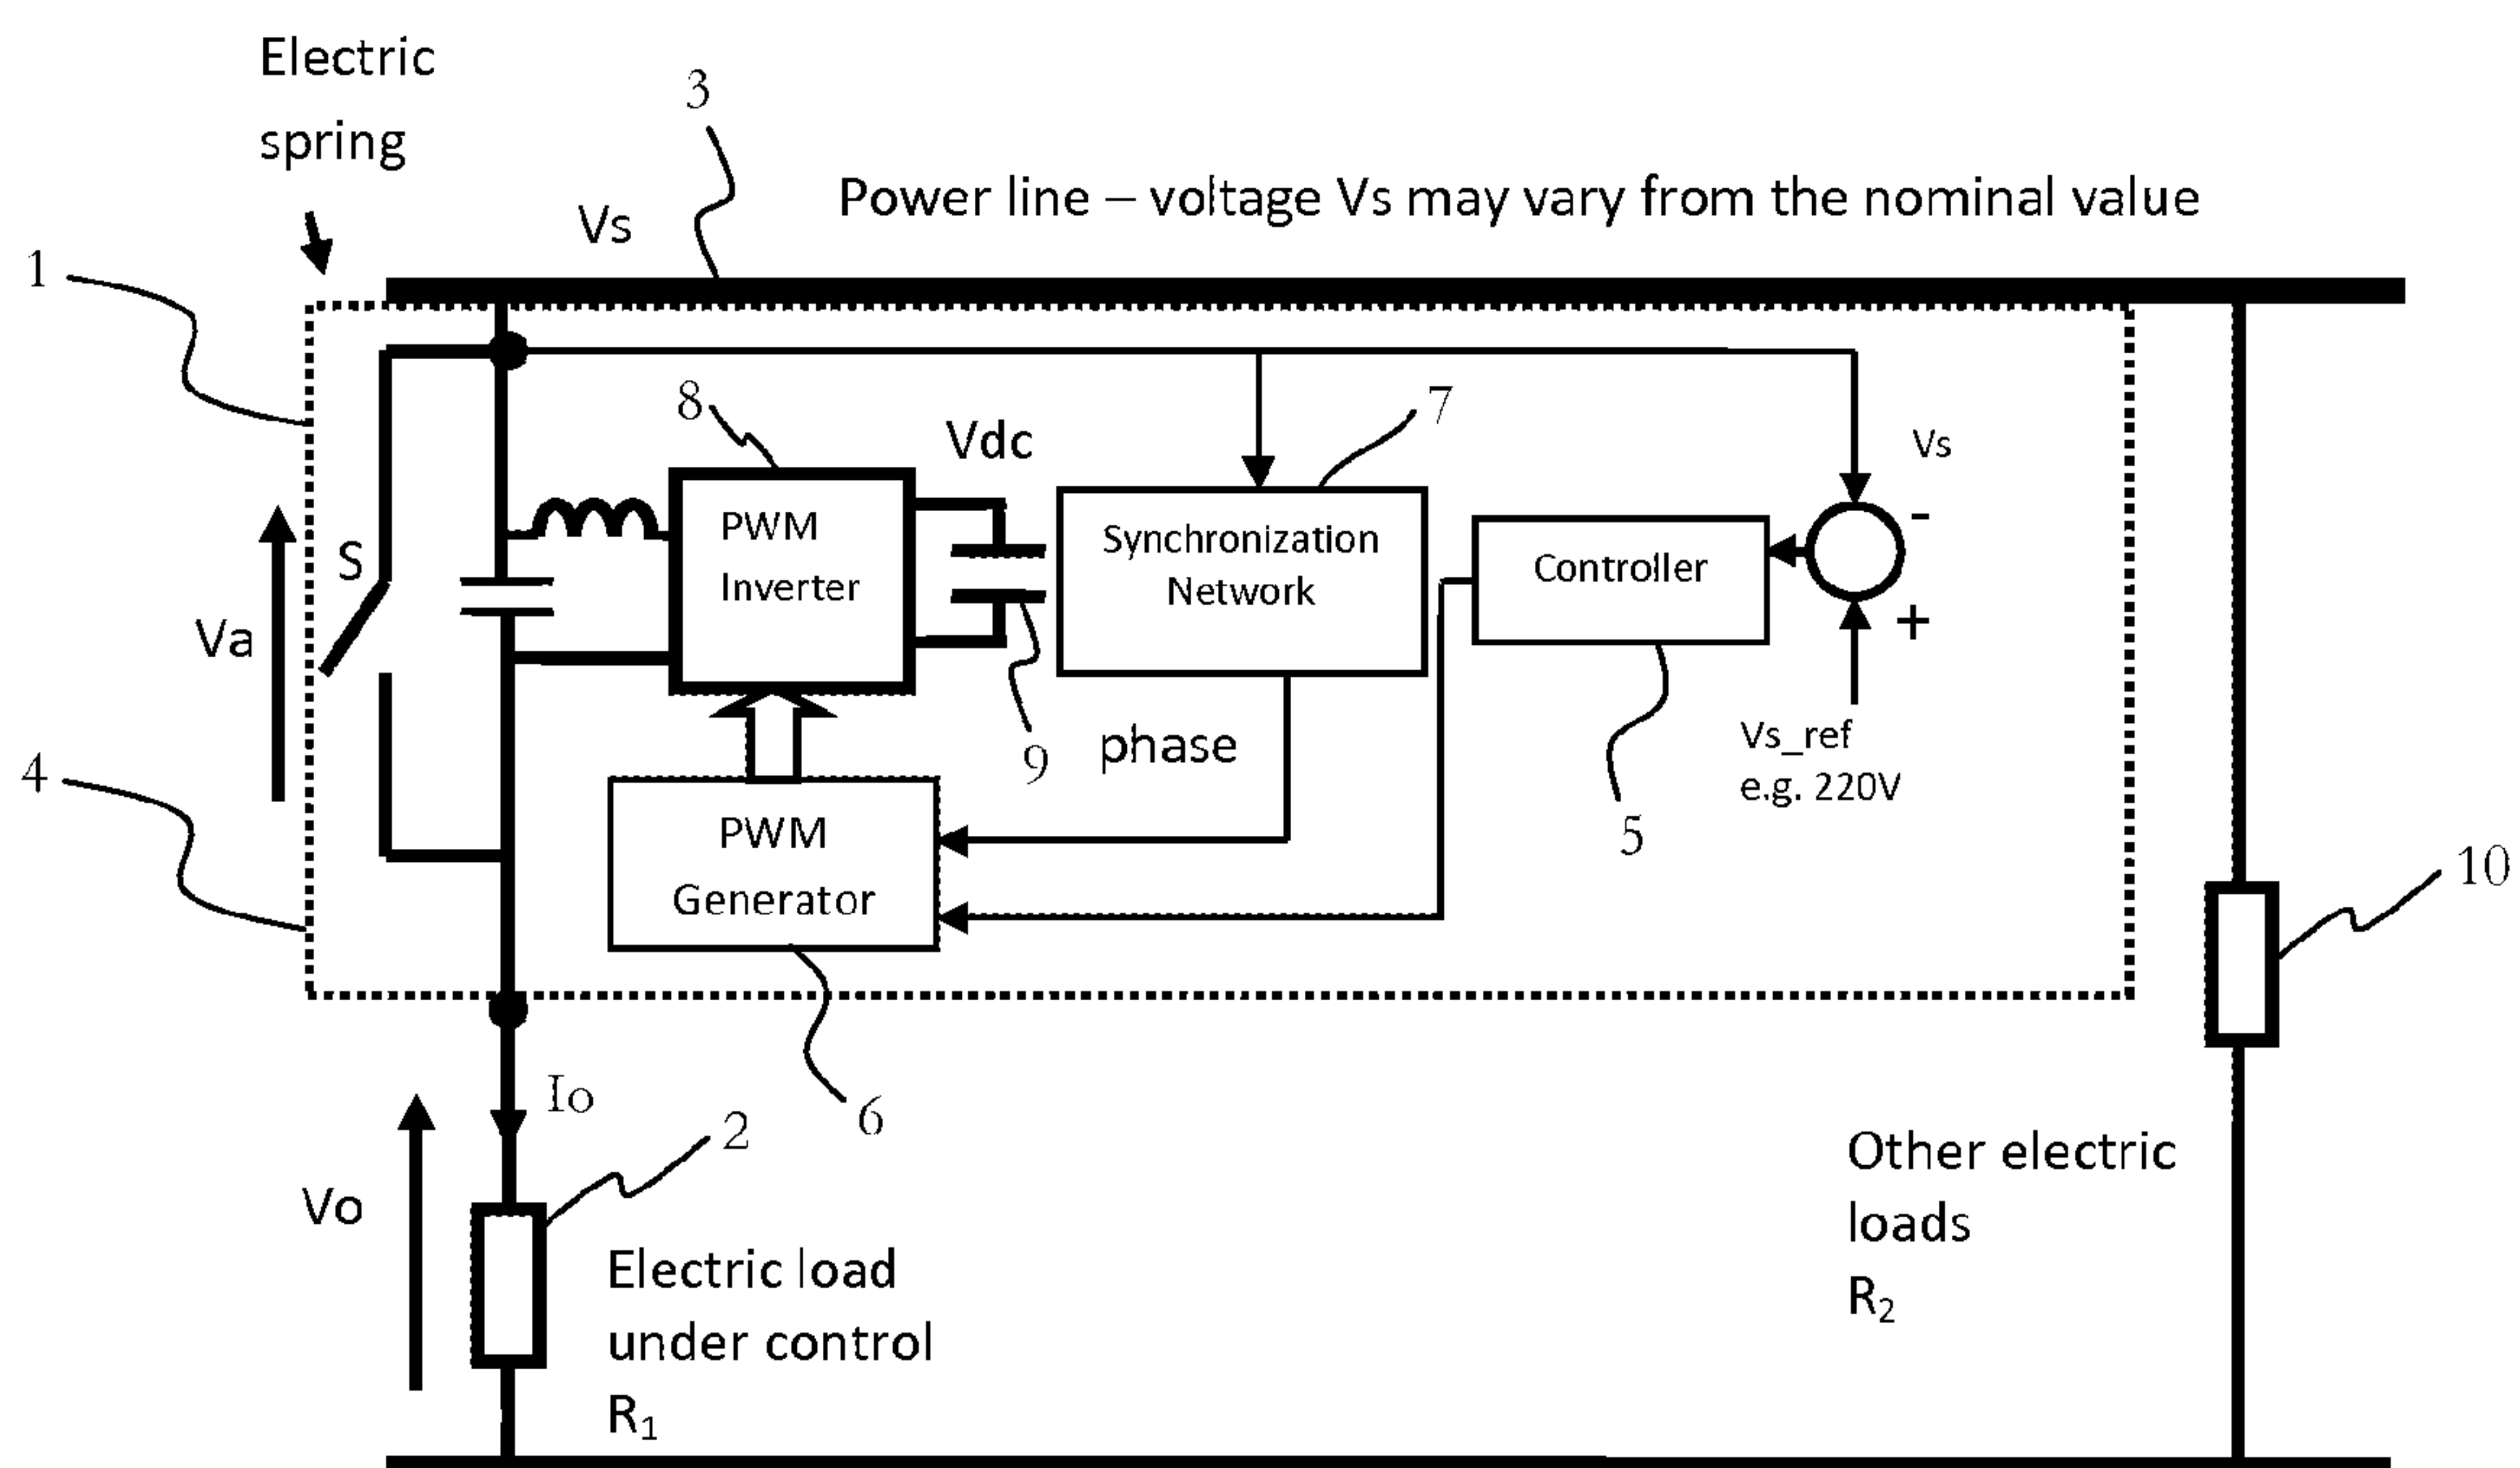 Electric
spring
3
Vs
Power line – voltage Vs may vary from the nominal value
1
8
Vdc
7
Vs
-
PWM
Inverter
Synchronization
Network
Controller
S
Va
+
9
phase
Vs_ref
e.g. 220V
4
5
PWM
Generator
10
Io
2
6
Vo
Other electric
loads
R2
Electric load
under control
R1